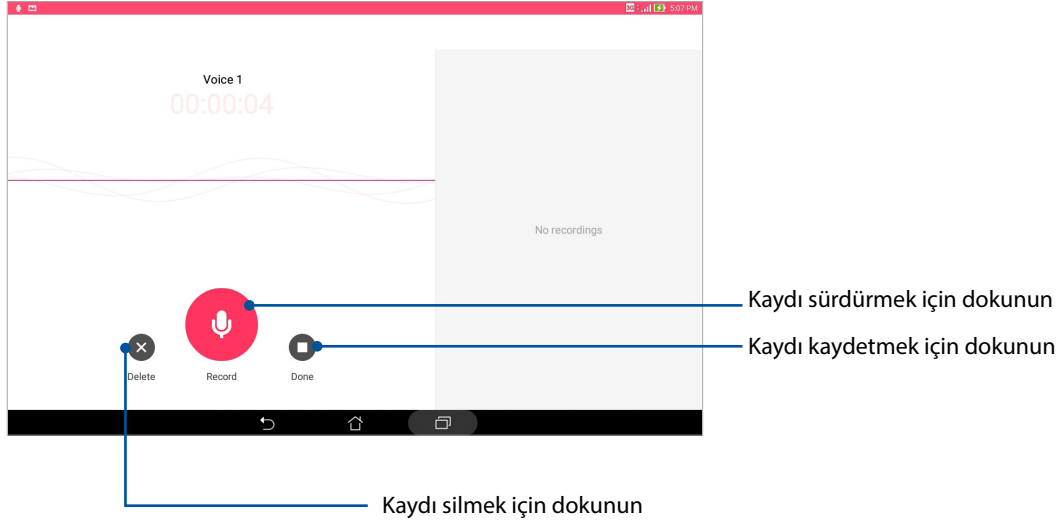 3G 5:07 PM
Voice 1
00:00:04
No recordings
Kaydı sürdürmek için dokunun
Kaydı kaydetmek için dokunun
Delete
Record
Done
Kaydı silmek için dokunun